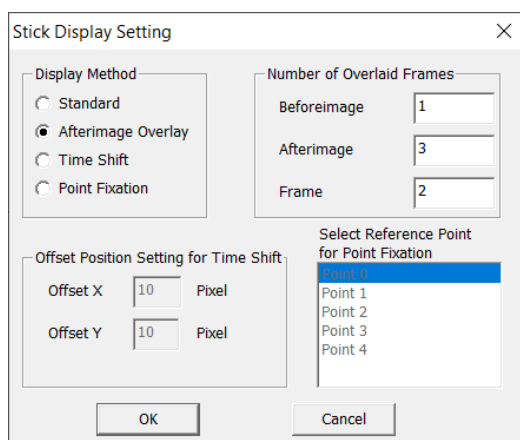 Stick Display Setting
Display Method
Standard
Afterimage Overlay
Time Shift
Point Fixation
Number of Overlaid Frames
Beforeimage 1
Afterimage 3
Frame 2
Offset Position Setting for Time Shift
Offset X 10 Pixel
Offset Y 10 Pixel
Select Reference Point
for Point Fixation
Point 0
Point 1
Point 2
Point 3
Point 4
OK Cancel